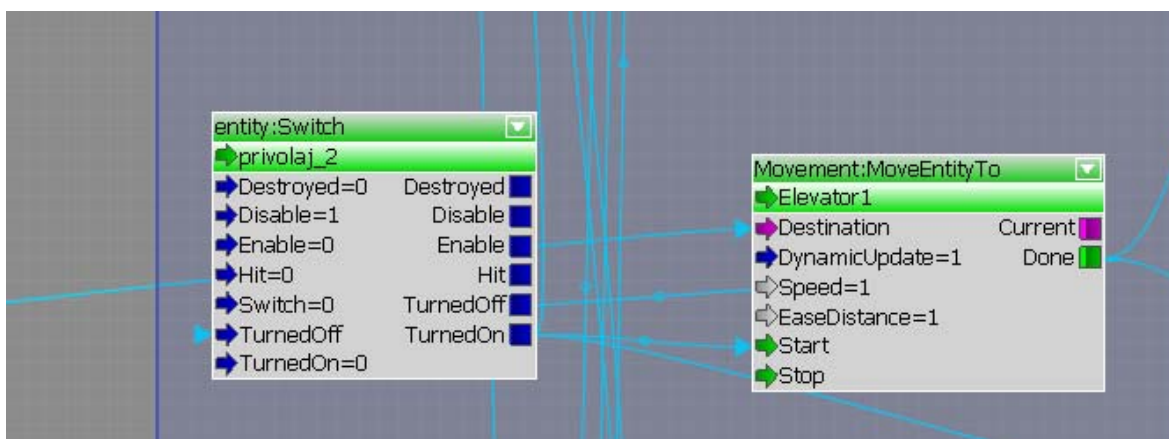 entity:Switch
privolaj_2
Destroyed=0 Destroyed
Disable=1 Disable
Enable=0 Enable
Hit=0 Hit
Switch=0 TurnedOff
TurnedOff TurnedOn
TurnedOn=0
Movement:MoveEntityTo
Elevator1
Destination Current
DynamicUpdate=1 Done
Speed=1
EaseDistance=1
Start
Stop